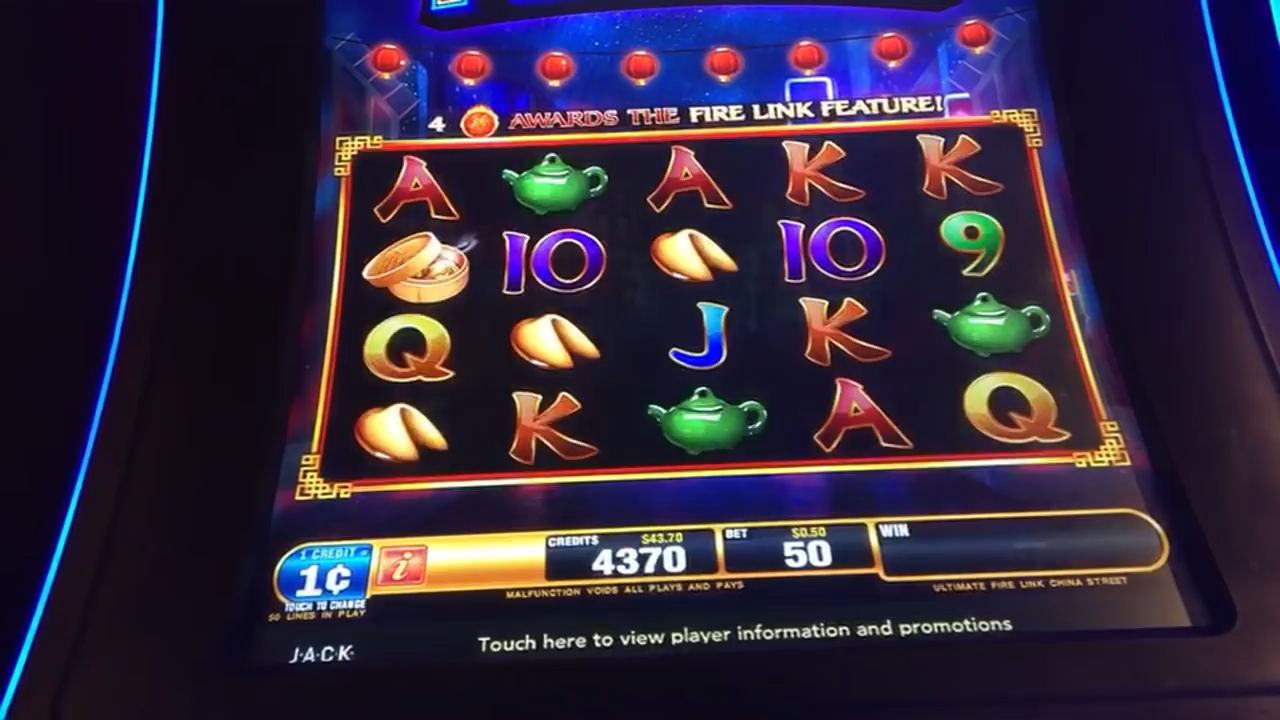 4 AWARDS THE FIRE LINK FEATURE!
A A K K
10 10 9
Q J K
K A Q
1 CREDIT =
1¢
TOUCH TO CHANGE
50 LINES IN PLAY
i
CREDITS $43.70
4370
BET $0.50
50
WIN
MALFUNCTION VOIDS ALL PLAYS AND PAYS
ULTIMATE FIRE LINK CHINA STREET
Touch here to view player information and promotions
J·A·C·K·